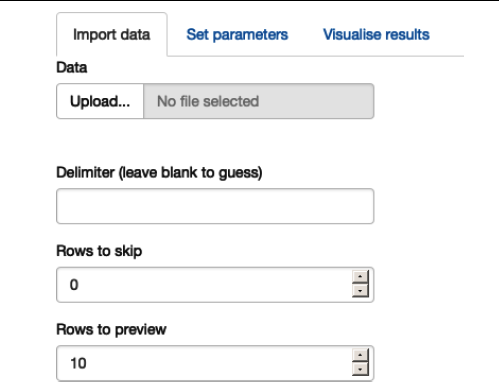 Import data Set parameters Visualise results
Data
Upload... No file selected
Delimiter (leave blank to guess)
Rows to skip
0
Rows to preview
10